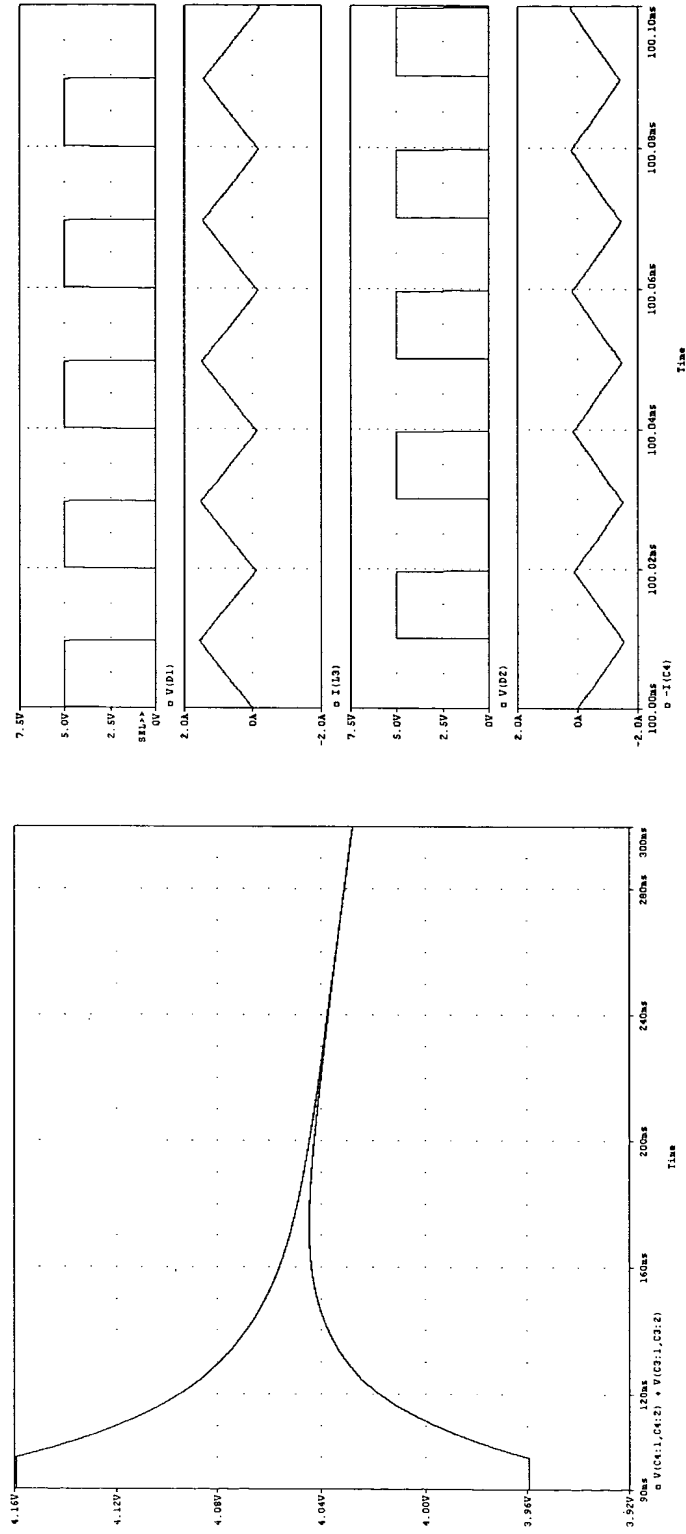 7.5V
5.0V
2.5V
SEL>>
0V
□ V(D1)
2.0A
0A
-2.0A
□ I(L3)
7.5V
5.0V
2.5V
0V
□ V(D2)
2.0A
0A
-2.0A
100.00ms 100.02ms 100.04ms 100.06ms 100.08ms 100.10ms
□ -I(C4)
Time
4.16V
4.12V
4.08V
4.04V
4.00V
3.96V
3.92V
90ms 120ms 160ms 200ms 240ms 280ms 300ms
□ V(C4:1,C4:2) + V(C3:1,C3:2)
Time